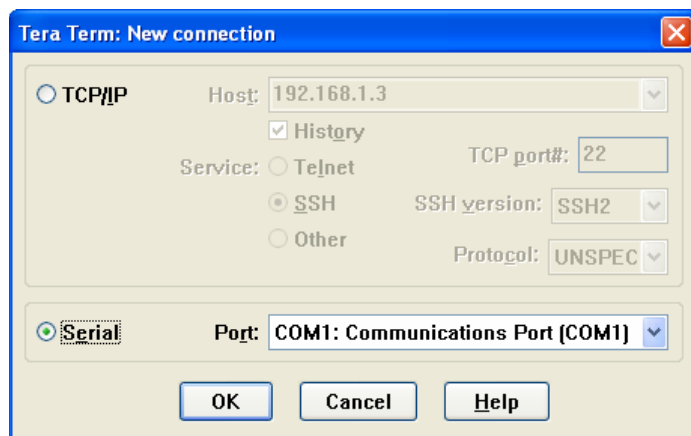 Tera Term: New connection
TCP/IP Host: 192.168.1.3
History
Service: Telnet TCP port#: 22
SSH SSH version: SSH2
Other Protocol: UNSPEC
Serial Port: COM1: Communications Port (COM1)
OK Cancel Help